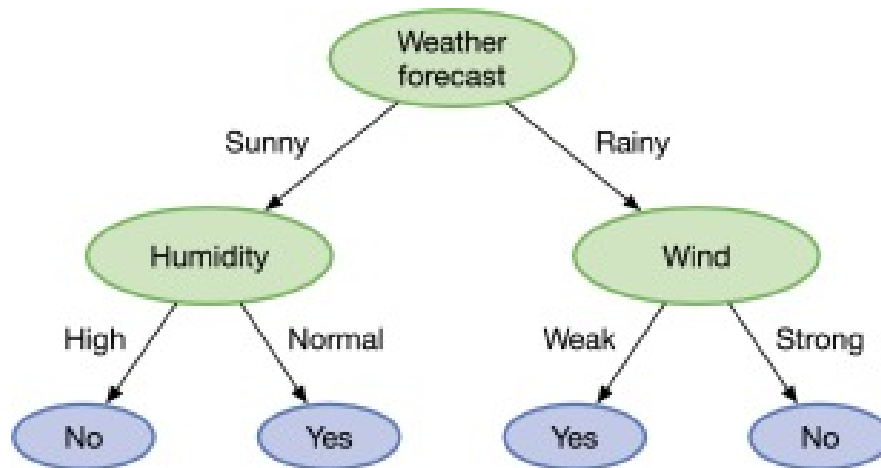 Weather
forecast
Sunny
Rainy
Humidity
Wind
High
Normal
Weak
Strong
No
Yes
Yes
No